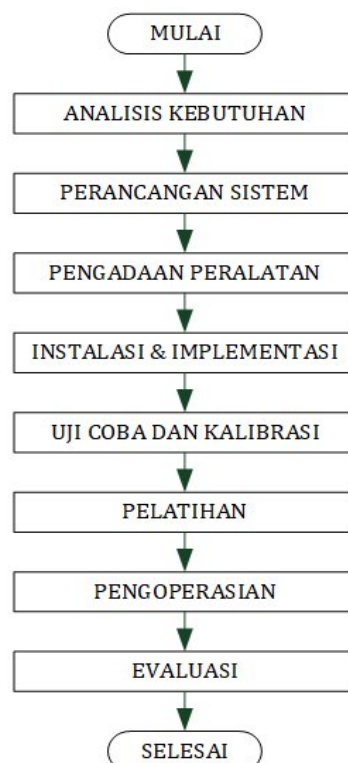 MULAI
ANALISIS KEBUTUHAN
PERANCANGAN SISTEM
PENGADAAN PERALATAN
INSTALASI & IMPLEMENTASI
UJI COBA DAN KALIBRASI
PELATIHAN
PENGOPERASIAN
EVALUASI
SELESAI